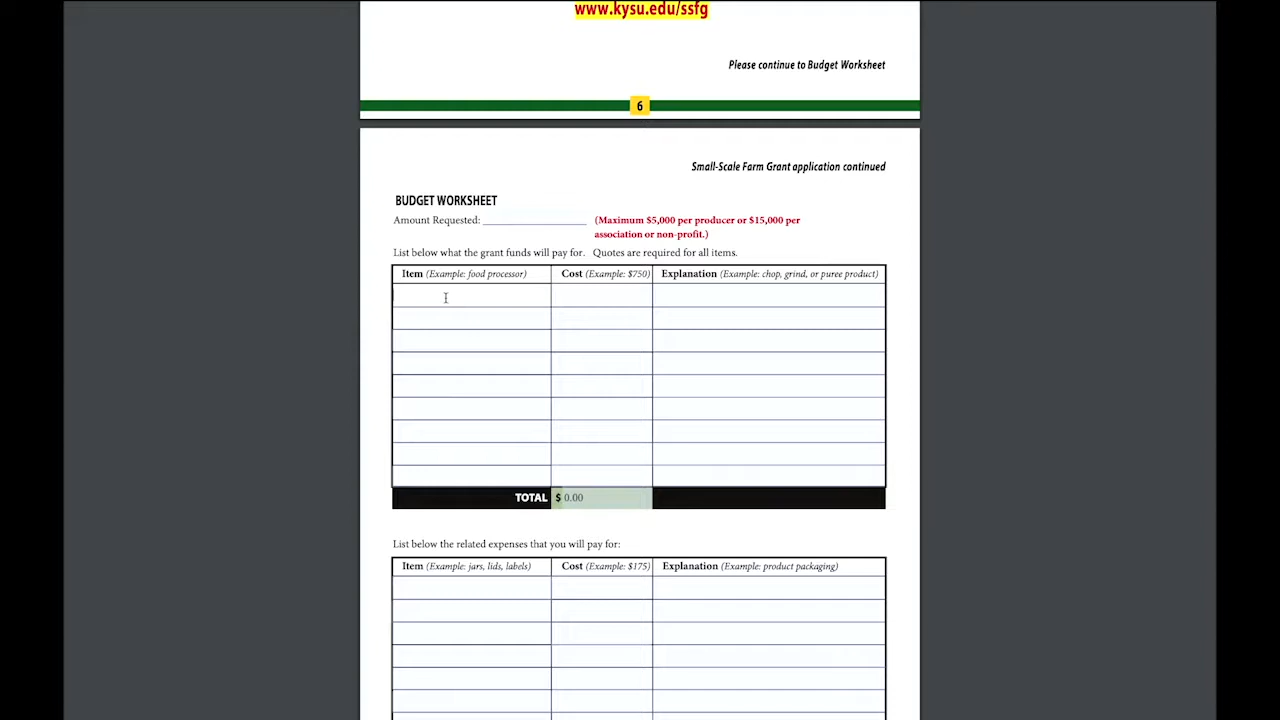 www.kysu.edu/ssfg
Please continue to Budget Worksheet
6
Small-Scale Farm Grant application continued
BUDGET WORKSHEET
Amount Requested: ____________________ (Maximum $5,000 per producer or $15,000 per
association or non-profit.)
List below what the grant funds will pay for. Quotes are required for all items.
Item (Example: food processor) Cost (Example: $750) Explanation (Example: chop, grind, or puree product)
TOTAL $ 0.00
List below the related expenses that you will pay for:
Item (Example: jars, lids, labels) Cost (Example: $175) Explanation (Example: product packaging)